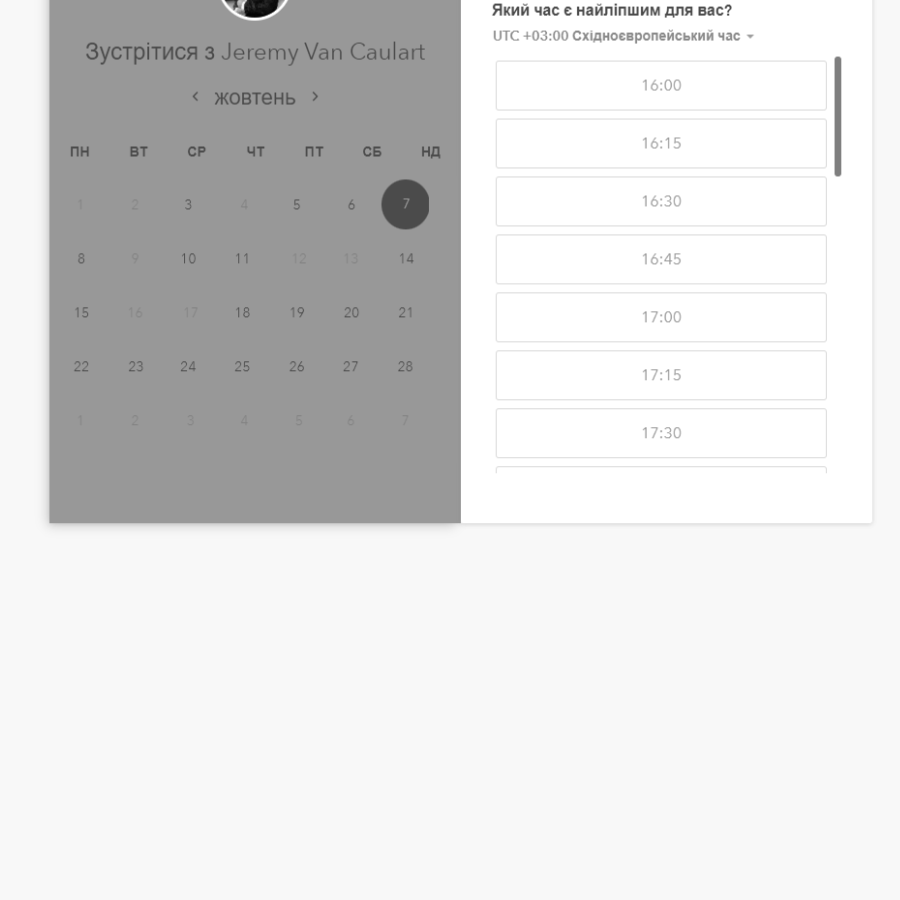 Зустрітися з Jeremy Van Caulart
жовтень
ПН ВТ СР ЧТ ПТ СБ НД
1 2 3 4 5 6 7
8 9 10 11 12 13 14
15 16 17 18 19 20 21
22 23 24 25 26 27 28
1 2 3 4 5 6 7
Який час є найліпшим для вас?
UTC +03:00 Східноєвропейський час
16:00
16:15
16:30
16:45
17:00
17:15
17:30